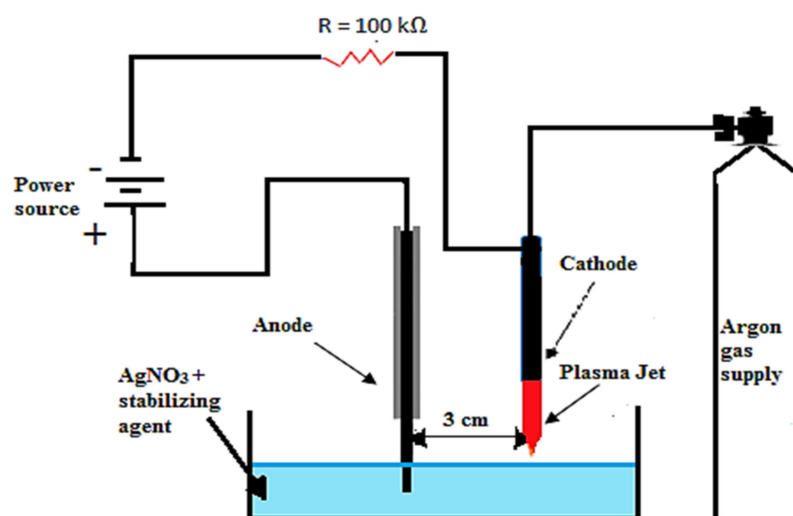 R = 100 kΩ
-
Power
source
+
Anode
Cathode
Argon
gas
supply
Plasma Jet
AgNO₃ +
stabilizing
agent
3 cm